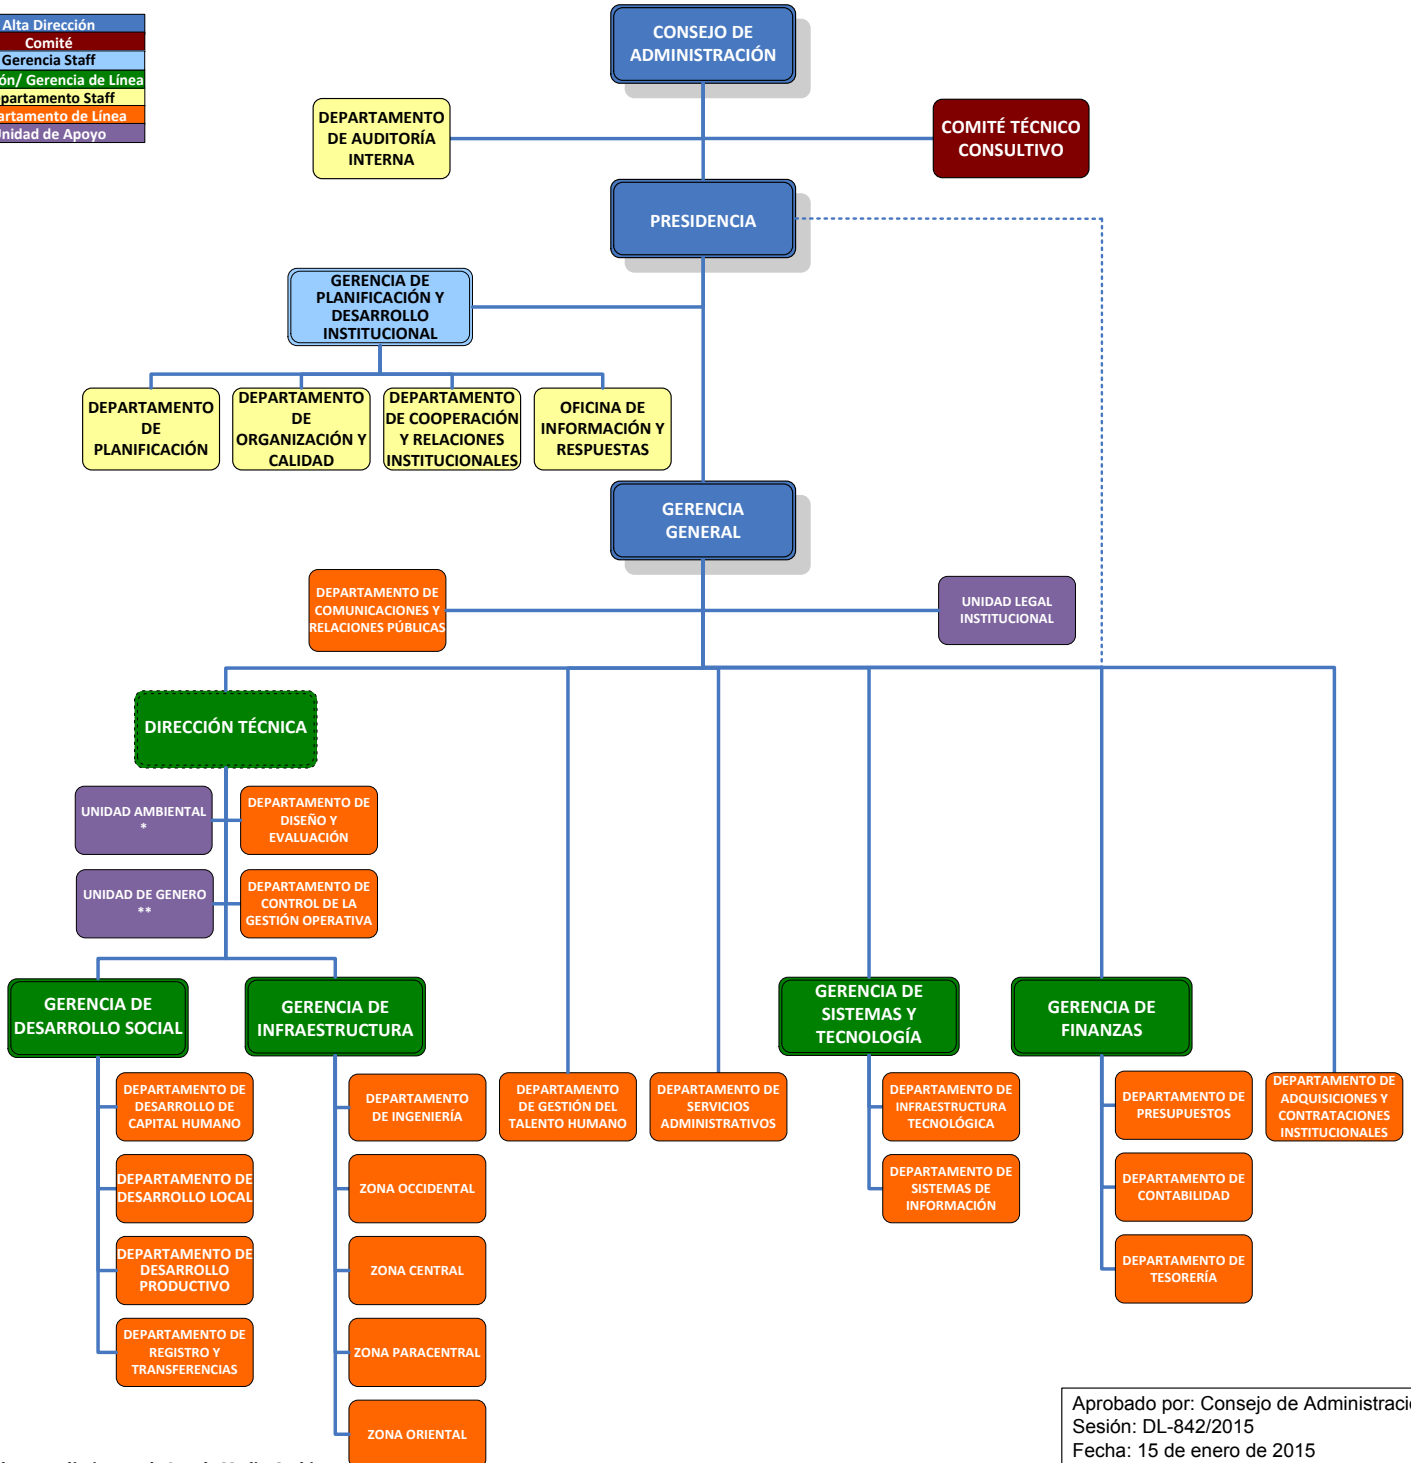 Alta Dirección
Comité
Gerencia Staff
ón/ Gerencia de Línea
partamento Staff
artamento de Línea
Unidad de Apoyo
CONSEJO DE
ADMINISTRACIÓN
DEPARTAMENTO
DE AUDITORÍA
INTERNA
COMITÉ TÉCNICO
CONSULTIVO
PRESIDENCIA
GERENCIA DE
PLANIFICACIÓN Y
DESARROLLO
INSTITUCIONAL
DEPARTAMENTO
DE
PLANIFICACIÓN
DEPARTAMENTO
DE
ORGANIZACIÓN Y
CALIDAD
DEPARTAMENTO
DE COOPERACIÓN
Y RELACIONES
INSTITUCIONALES
OFICINA DE
INFORMACIÓN Y
RESPUESTAS
GERENCIA
GENERAL
DEPARTAMENTO DE
COMUNICACIONES Y
RELACIONES PÚBLICAS
UNIDAD LEGAL
INSTITUCIONAL
DIRECCIÓN TÉCNICA
UNIDAD AMBIENTAL
*
DEPARTAMENTO DE
DISEÑO Y
EVALUACIÓN
UNIDAD DE GENERO
**
DEPARTAMENTO DE
CONTROL DE LA
GESTIÓN OPERATIVA
GERENCIA DE
DESARROLLO SOCIAL
GERENCIA DE
INFRAESTRUCTURA
GERENCIA DE
SISTEMAS Y
TECNOLOGÍA
GERENCIA DE
FINANZAS
DEPARTAMENTO DE
DESARROLLO DE
CAPITAL HUMANO
DEPARTAMENTO
DE INGENIERÍA
DEPARTAMENTO
DE GESTIÓN DEL
TALENTO HUMANO
DEPARTAMENTO DE
SERVICIOS
ADMINISTRATIVOS
DEPARTAMENTO DE
INFRAESTRUCTURA
TECNOLÓGICA
DEPARTAMENTO DE
PRESUPUESTOS
DEPARTAMENTO DE
ADQUISICIONES Y
CONTRATACIONES
INSTITUCIONALES
DEPARTAMENTO DE
DESARROLLO LOCAL
ZONA OCCIDENTAL
DEPARTAMENTO DE
SISTEMAS DE
INFORMACIÓN
DEPARTAMENTO DE
CONTABILIDAD
DEPARTAMENTO DE
DESARROLLO
PRODUCTIVO
ZONA CENTRAL
DEPARTAMENTO DE
TESORERÍA
DEPARTAMENTO DE
REGISTRO Y
TRANSFERENCIAS
ZONA PARACENTRAL
ZONA ORIENTAL
Aprobado por: Consejo de Administraci
Sesión: DL-842/2015
Fecha: 15 de enero de 2015